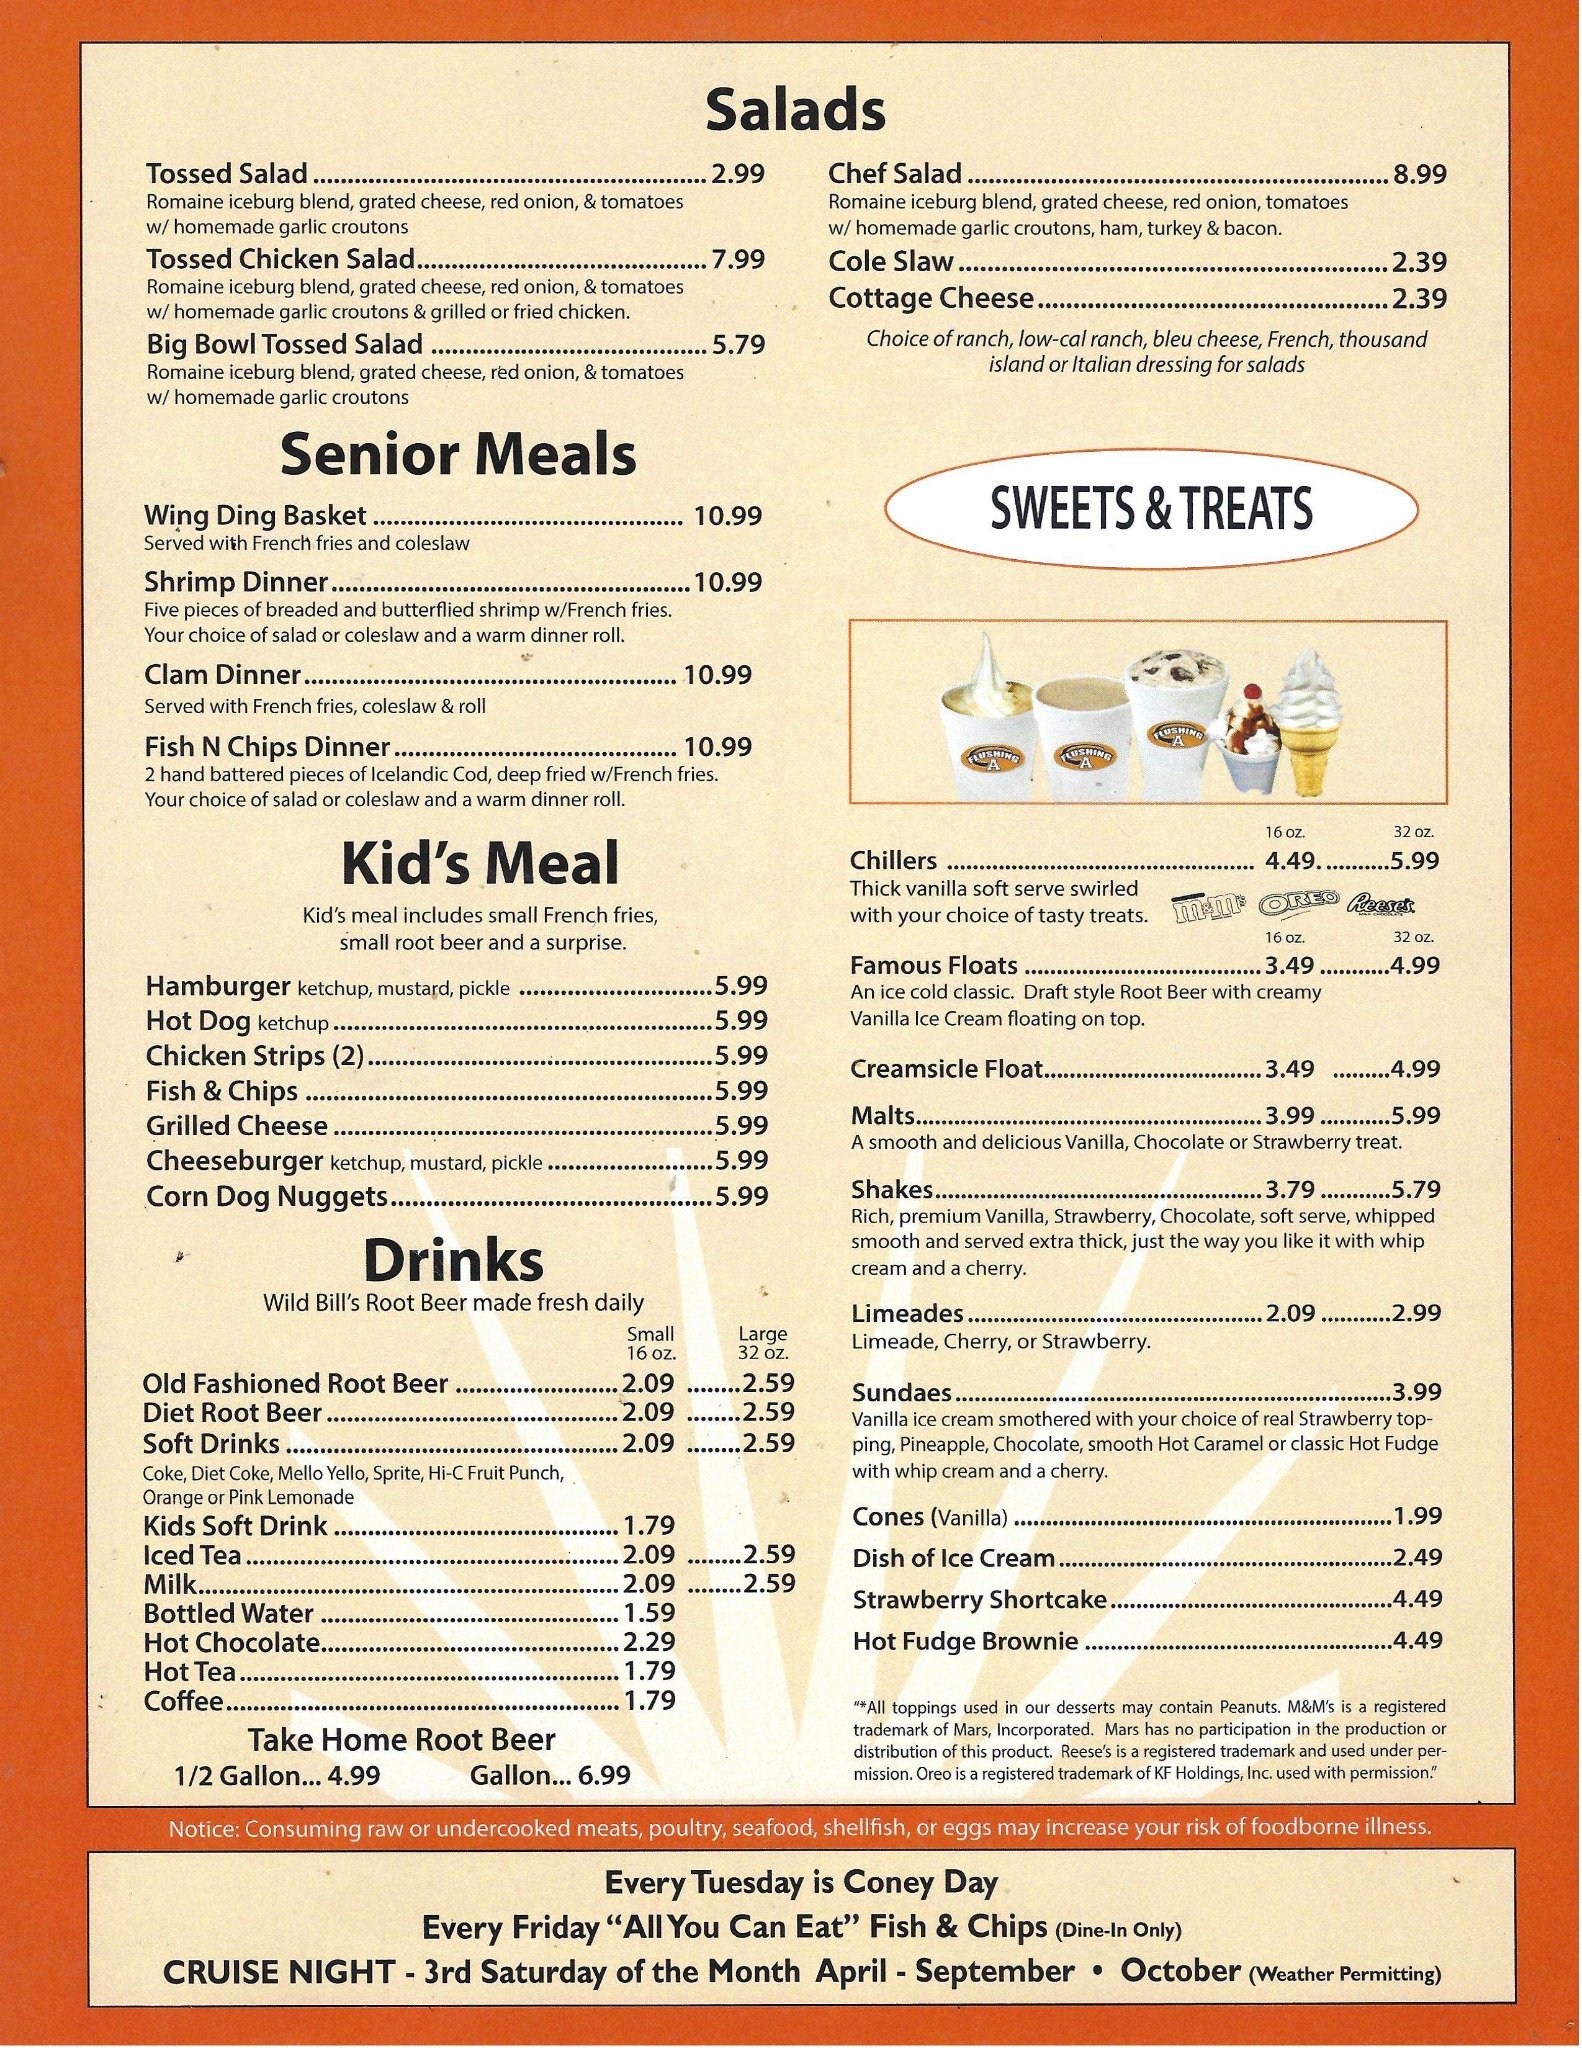 Salads
Tossed Salad ........ 2.99
Romaine iceburg blend, grated cheese, red onion, & tomatoes
w/ homemade garlic croutons
Tossed Chicken Salad........ 7.99
Romaine iceburg blend, grated cheese, red onion, & tomatoes
w/ homemade garlic croutons & grilled or fried chicken.
Big Bowl Tossed Salad ........ 5.79
Romaine iceburg blend, grated cheese, red onion, & tomatoes
w/ homemade garlic croutons
Chef Salad ........ 8.99
Romaine iceburg blend, grated cheese, red onion, tomatoes
w/ homemade garlic croutons, ham, turkey & bacon.
Cole Slaw ........ 2.39
Cottage Cheese ........ 2.39
Choice of ranch, low-cal ranch, bleu cheese, French, thousand
island or Italian dressing for salads
Senior Meals
Wing Ding Basket ........ 10.99
Served with French fries and coleslaw
Shrimp Dinner ........ 10.99
Five pieces of breaded and butterflied shrimp w/French fries.
Your choice of salad or coleslaw and a warm dinner roll.
Clam Dinner ........ 10.99
Served with French fries, coleslaw & roll
Fish N Chips Dinner ........ 10.99
2 hand battered pieces of Icelandic Cod, deep fried w/French fries.
Your choice of salad or coleslaw and a warm dinner roll.
Kid's Meal
Kid's meal includes small French fries,
small root beer and a surprise.
Hamburger ketchup, mustard, pickle ........ 5.99
Hot Dog ketchup ........ 5.99
Chicken Strips (2) ........ 5.99
Fish & Chips ........ 5.99
Grilled Cheese ........ 5.99
Cheeseburger ketchup, mustard, pickle ........ 5.99
Corn Dog Nuggets ........ 5.99
Drinks
Wild Bill's Root Beer made fresh daily
Small Large
16 oz. 32 oz.
Old Fashioned Root Beer ........ 2.09 ........ 2.59
Diet Root Beer ........ 2.09 ........ 2.59
Soft Drinks ........ 2.09 ........ 2.59
Coke, Diet Coke, Mello Yello, Sprite, Hi-C Fruit Punch,
Orange or Pink Lemonade
Kids Soft Drink ........ 1.79
Iced Tea ........ 2.09 ........ 2.59
Milk ........ 2.09 ........ 2.59
Bottled Water ........ 1.59
Hot Chocolate ........ 2.29
Hot Tea ........ 1.79
Coffee ........ 1.79
Take Home Root Beer
1/2 Gallon... 4.99 Gallon... 6.99
SWEETS & TREATS
FLUSHING A
FLUSHING A
FLUSHING A
16 oz. 32 oz.
Chillers ........ 4.49. ........ 5.99
Thick vanilla soft serve swirled
with your choice of tasty treats.
m&m's OREO Reese's
16 oz. 32 oz.
Famous Floats ........ 3.49 ........ 4.99
An ice cold classic. Draft style Root Beer with creamy
Vanilla Ice Cream floating on top.
Creamsicle Float ........ 3.49 ........ 4.99
Malts ........ 3.99 ........ 5.99
A smooth and delicious Vanilla, Chocolate or Strawberry treat.
Shakes ........ 3.79 ........ 5.79
Rich, premium Vanilla, Strawberry, Chocolate, soft serve, whipped
smooth and served extra thick, just the way you like it with whip
cream and a cherry.
Limeades ........ 2.09 ........ 2.99
Limeade, Cherry, or Strawberry.
Sundaes ........ 3.99
Vanilla ice cream smothered with your choice of real Strawberry top-
ping, Pineapple, Chocolate, smooth Hot Caramel or classic Hot Fudge
with whip cream and a cherry.
Cones (Vanilla) ........ 1.99
Dish of Ice Cream ........ 2.49
Strawberry Shortcake ........ 4.49
Hot Fudge Brownie ........ 4.49
"*All toppings used in our desserts may contain Peanuts. M&M's is a registered
trademark of Mars, Incorporated. Mars has no participation in the production or
distribution of this product. Reese's is a registered trademark and used under per-
mission. Oreo is a registered trademark of KF Holdings, Inc. used with permission."
Notice: Consuming raw or undercooked meats, poultry, seafood, shellfish, or eggs may increase your risk of foodborne illness.
Every Tuesday is Coney Day
Every Friday "All You Can Eat" Fish & Chips (Dine-In Only)
CRUISE NIGHT - 3rd Saturday of the Month April - September • October (Weather Permitting)